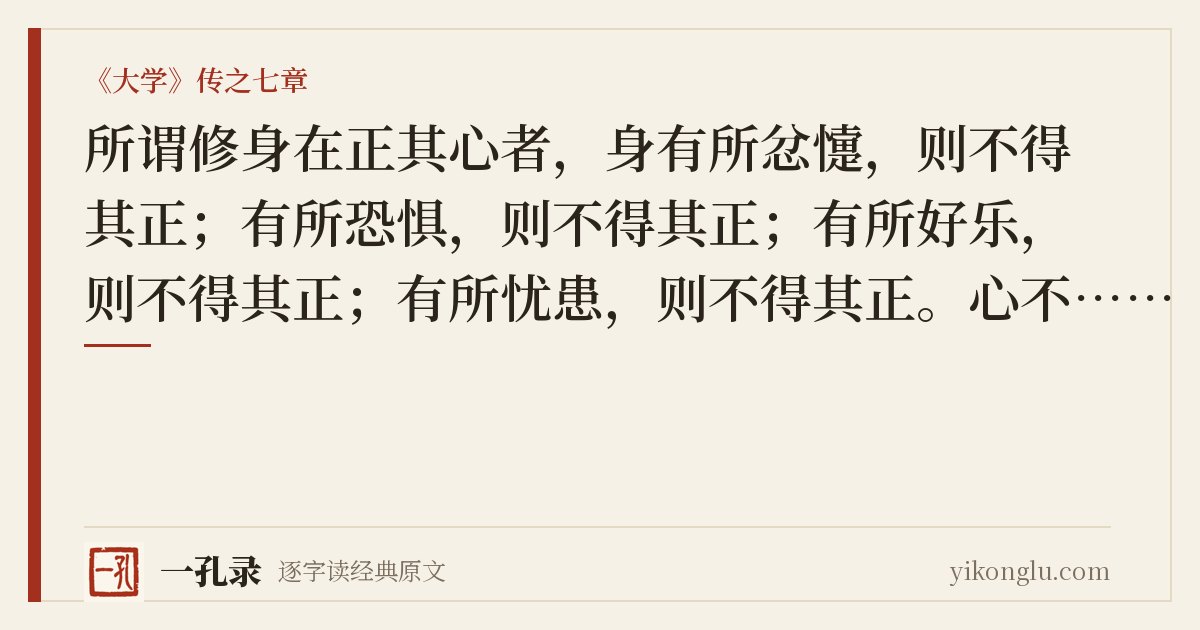 《大学》传之七章
所谓修身在正其心者，身有所忿懥，则不得
其正；有所恐惧，则不得其正；有所好乐，
则不得其正；有所忧患，则不得其正。心不……
一孔
一孔录 逐字读经典原文
yikonglu.com